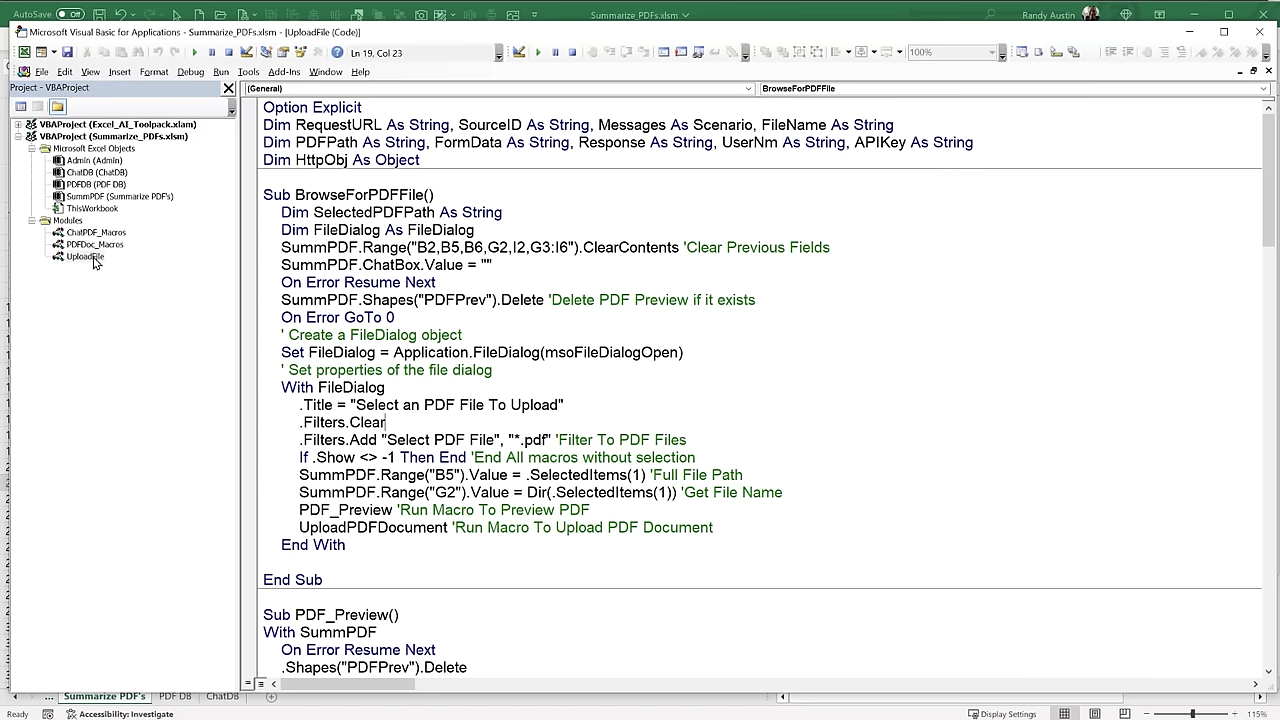 AutoSave Off Summarize_PDFs.xlsm Randy Austin
Microsoft Visual Basic for Applications - Summarize_PDFs.xlsm - [UploadFile (Code)]
Ln 19, Col 23 100%
File Edit View Insert Format Debug Run Tools Add-Ins Window Help
Project - VBAProject
(General) BrowseForPDFFile
VBAProject (Excel_AI_Toolpack.xlam)
VBAProject (Summarize_PDFs.xlsm)
Microsoft Excel Objects
Admin (Admin)
ChatDB (ChatDB)
PDFDB (PDF DB)
SummPDF (Summarize PDF's)
ThisWorkbook
Modules
ChatPDF_Macros
PDFDoc_Macros
UploadFile
Option Explicit
Dim RequestURL As String, SourceID As String, Messages As Scenario, FileName As String
Dim PDFPath As String, FormData As String, Response As String, UserNm As String, APIKey As String
Dim HttpObj As Object
Sub BrowseForPDFFile()
Dim SelectedPDFPath As String
Dim FileDialog As FileDialog
SummPDF.Range("B2,B5,B6,G2,I2,G3:I6").ClearContents 'Clear Previous Fields
SummPDF.ChatBox.Value = ""
On Error Resume Next
SummPDF.Shapes("PDFPrev").Delete 'Delete PDF Preview if it exists
On Error GoTo 0
' Create a FileDialog object
Set FileDialog = Application.FileDialog(msoFileDialogOpen)
' Set properties of the file dialog
With FileDialog
.Title = "Select an PDF File To Upload"
.Filters.Clear
.Filters.Add "Select PDF File", "*.pdf" 'Filter To PDF Files
If .Show <> -1 Then End 'End All macros without selection
SummPDF.Range("B5").Value = .SelectedItems(1) 'Full File Path
SummPDF.Range("G2").Value = Dir(.SelectedItems(1)) 'Get File Name
PDF_Preview 'Run Macro To Preview PDF
UploadPDFDocument 'Run Macro To Upload PDF Document
End With
End Sub
Sub PDF_Preview()
With SummPDF
On Error Resume Next
.Shapes("PDFPrev").Delete
... Summarize PDF's PDF DB ChatDB
Ready Accessibility: Investigate Display Settings 115%